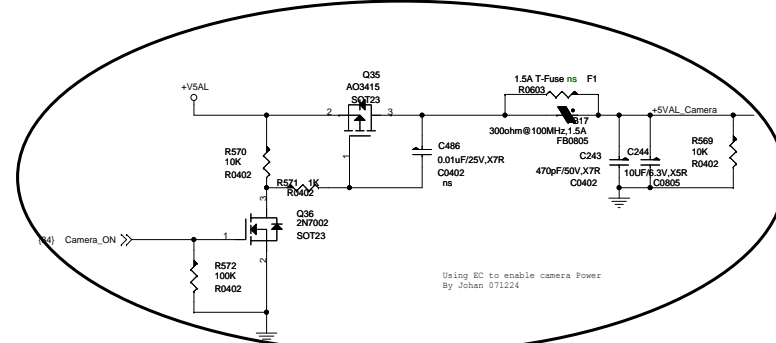 Q35
AO3415
SOT23
+V5AL
2
3
1
1.5A T-Fuse ns F1
R0603
+5VAL_Camera
B17
300ohm@100MHz,1.5A
FB0805
R570
10K
R0402
C486
0.01uF/25V,X7R
C0402
ns
C243
470pF/50V,X7R
C0402
C244
10UF/6.3V,X5R
C0805
R569
10K
R0402
R571 1K
R0402
3
Q36
2N7002
SOT23
1
2
Camera_ON
R572
100K
R0402
Using EC to enable camera Power
By Johan 071224